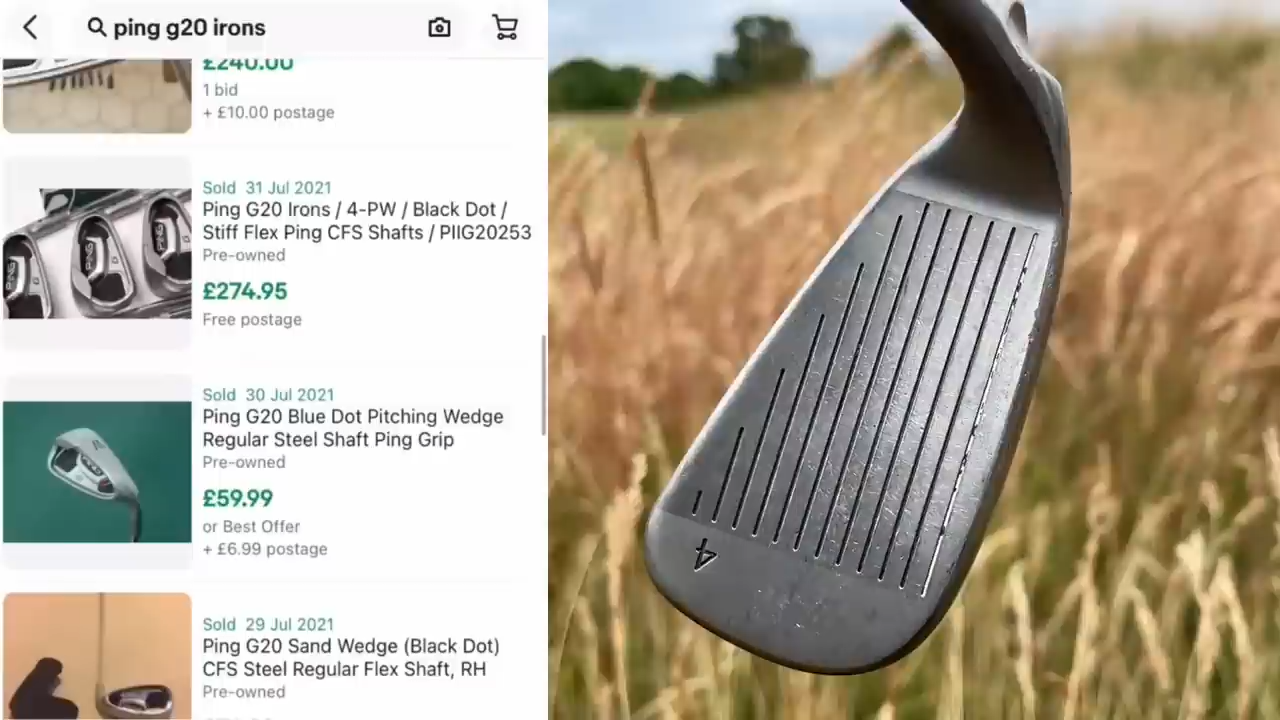 ping g20 irons
£240.00
1 bid
+ £10.00 postage
Sold 31 Jul 2021
Ping G20 Irons / 4-PW / Black Dot /
Stiff Flex Ping CFS Shafts / PIIG20253
Pre-owned
£274.95
Free postage
PING
PING
PING
Sold 30 Jul 2021
Ping G20 Blue Dot Pitching Wedge
Regular Steel Shaft Ping Grip
Pre-owned
£59.99
or Best Offer
+ £6.99 postage
PING
Sold 29 Jul 2021
Ping G20 Sand Wedge (Black Dot)
CFS Steel Regular Flex Shaft, RH
Pre-owned
4